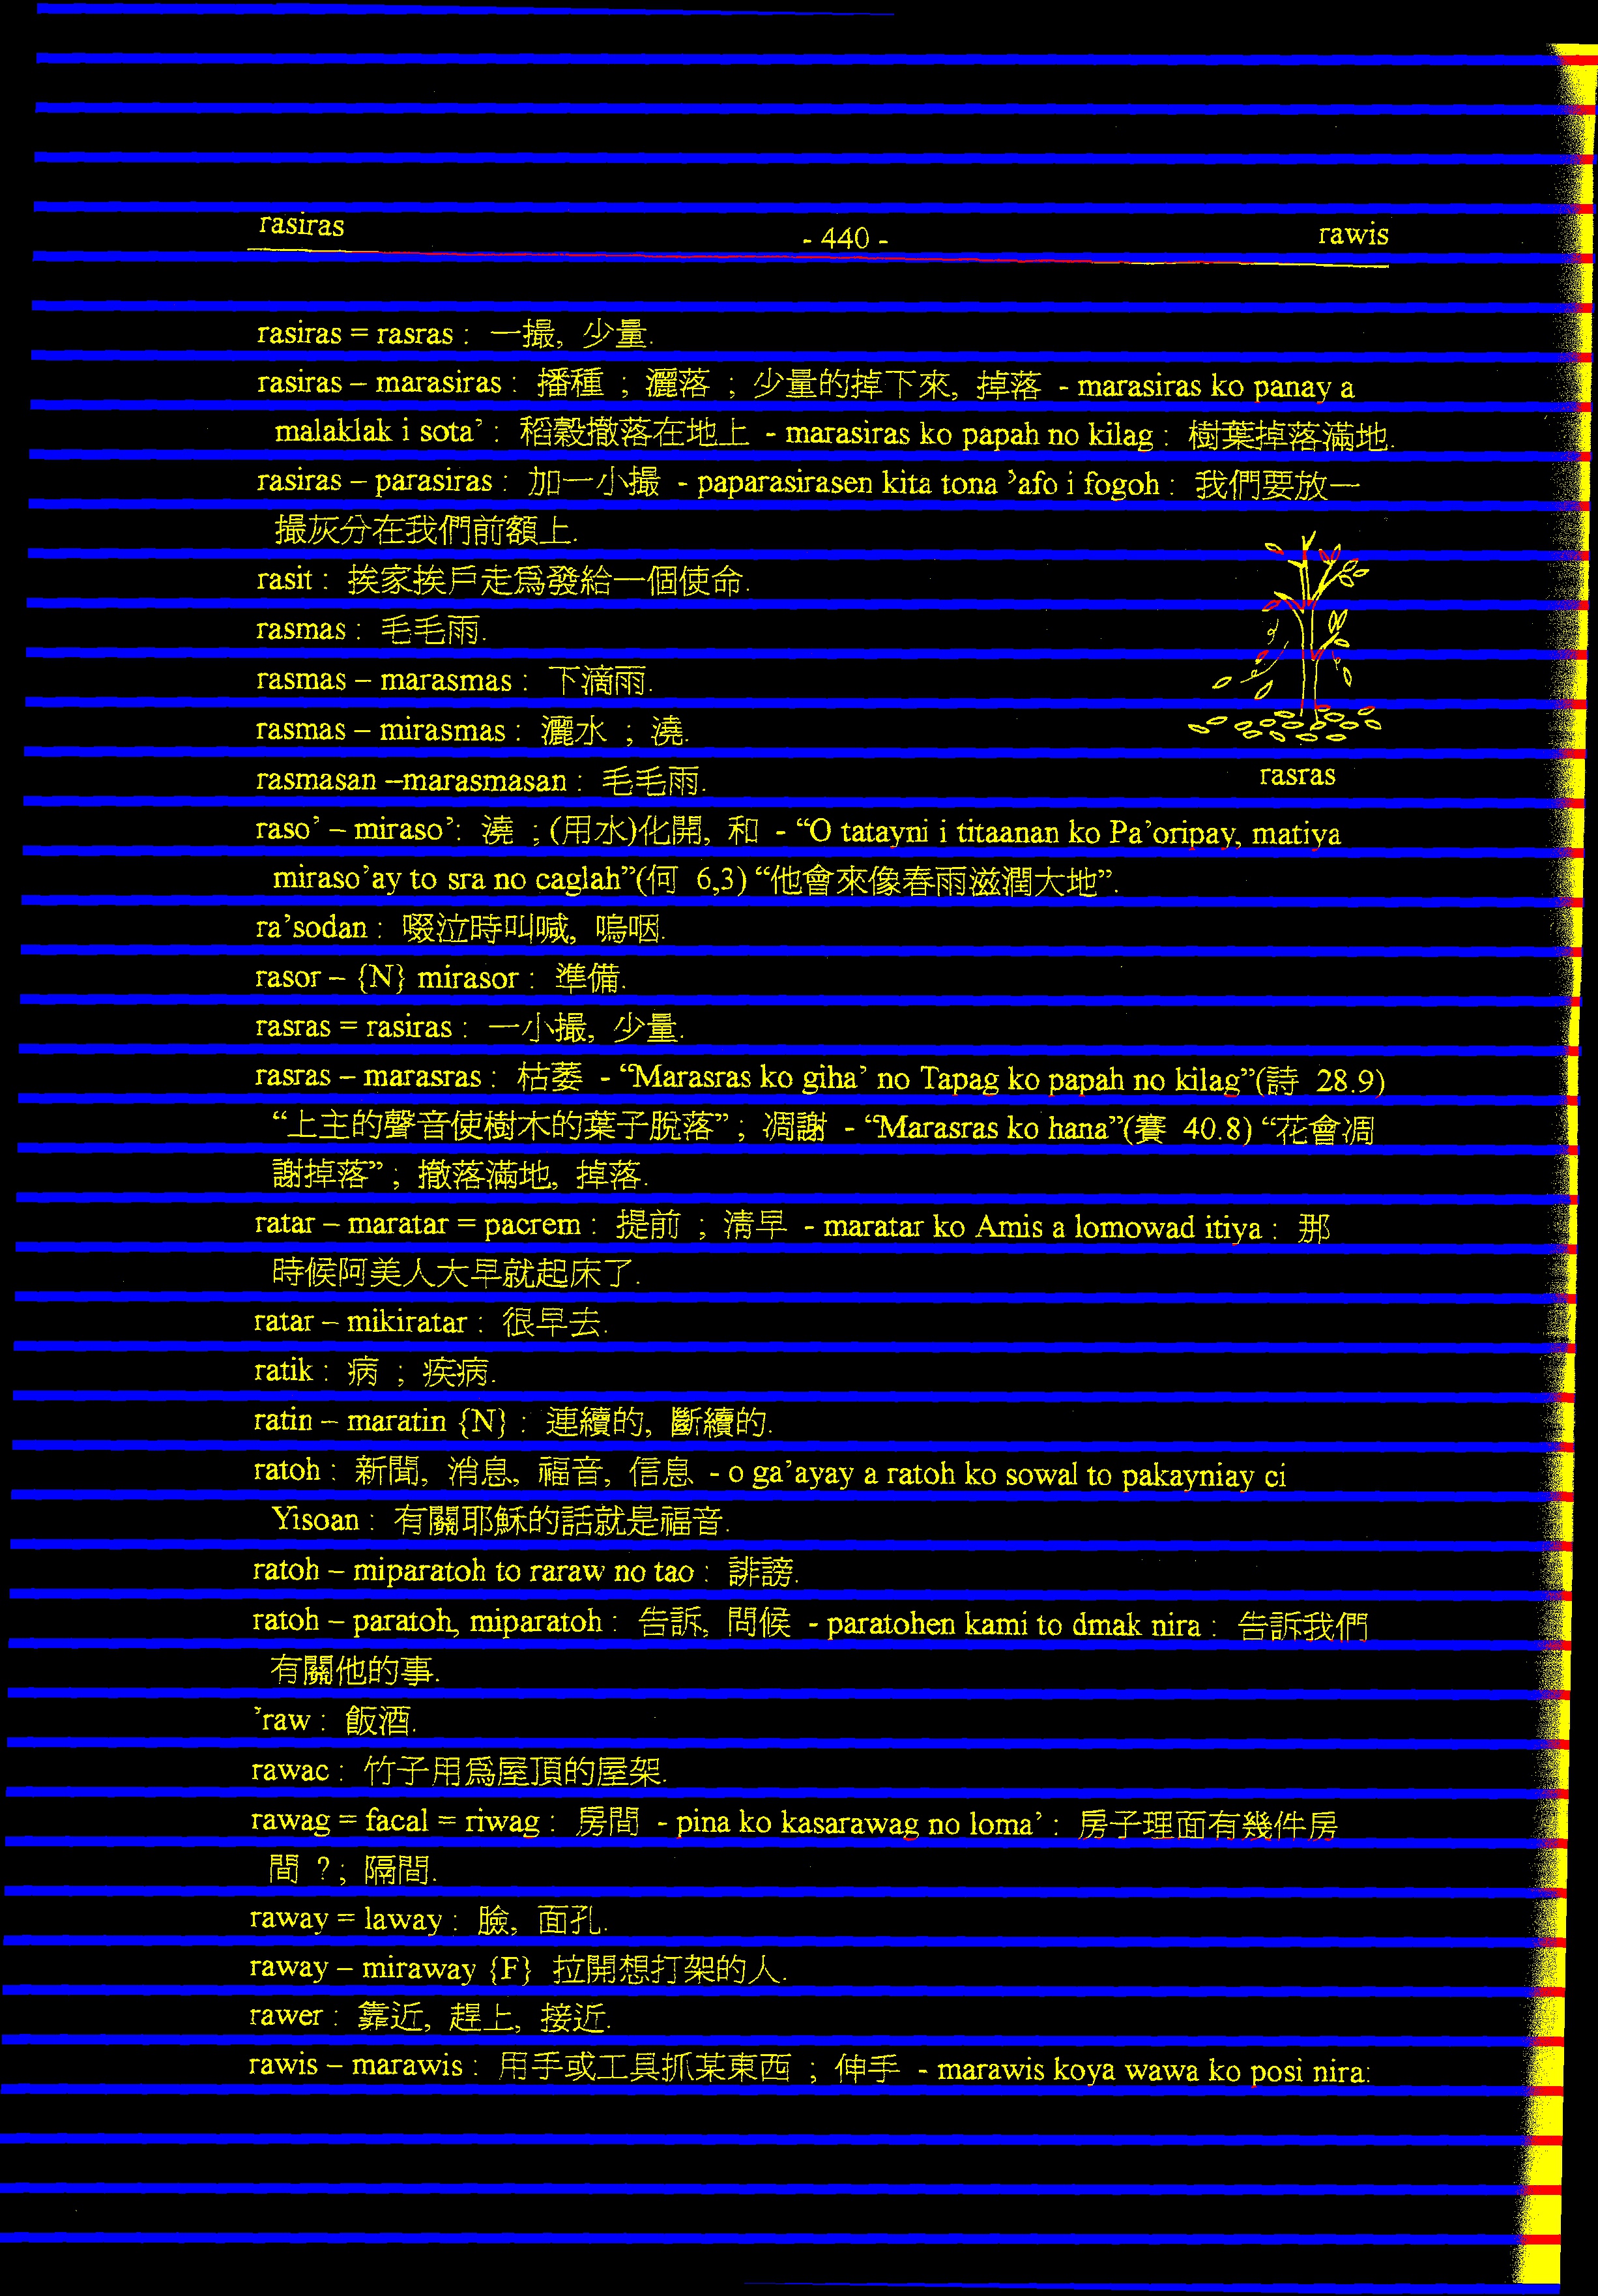 rasiras - 440 - rawis
rasiras = rasras : 一撮, 少量.
rasiras – marasiras : 播種 ; 灑落 ; 少量的掉下來, 掉落 - marasiras ko panay a
malaklak i sota’ : 稻穀撒落在地上 - marasiras ko papah no kilag : 樹葉掉落滿地.
rasiras – parasiras : 加一小撮 - paparasirasen kita tona ’afo i fogoh : 我們要放一
撮灰分在我們前額上.
rasit : 挨家挨戶走爲發給一個使命.
rasmas : 毛毛雨.
rasmas – marasmas : 下滴雨.
rasmas – mirasmas : 灑水 ; 澆.
rasmasan –marasmasan : 毛毛雨.
rasras
raso’ – miraso’: 澆 ; (用水)化開, 和 - “O tatayni i titaanan ko Pa’oripay, matiya
miraso’ay to sra no caglah”(何 6,3) “他會來像春雨滋潤大地”.
ra’sodan : 啜泣時叫喊, 嗚咽.
rasor – {N} mirasor : 準備.
rasras = rasiras : 一小撮, 少量.
rasras – marasras : 枯萎 - “Marasras ko giha’ no Tapag ko papah no kilag”(詩 28.9)
“上主的聲音使樹木的葉子脫落” ; 凋謝 - “Marasras ko hana”(賽 40.8) “花會凋
謝掉落” ; 撒落滿地, 掉落.
ratar – maratar = pacrem : 提前 ; 清早 - maratar ko Amis a lomowad itiya : 那
時候阿美人大早就起床了.
ratar – mikiratar : 很早去.
ratik : 病 ; 疾病.
ratin – maratin {N} : 連續的, 斷續的.
ratoh : 新聞, 消息, 福音, 信息 - o ga’ayay a ratoh ko sowal to pakayniay ci
Yisoan : 有關耶穌的話就是福音.
ratoh – miparatoh to raraw no tao : 誹謗.
ratoh – paratoh, miparatoh : 告訴, 問候 - paratohen kami to dmak nira : 告訴我們
有關他的事.
’raw : 飯酒.
rawac : 竹子用爲屋頂的屋架.
rawag = facal = riwag : 房間 - pina ko kasarawag no loma’ : 房子理面有幾件房
間 ? ; 隔間.
raway = laway : 臉, 面孔.
raway – miraway {F} 拉開想打架的人.
rawer : 靠近, 趕上, 接近.
rawis – marawis : 用手或工具抓某東西 ; 伸手 - marawis koya wawa ko posi nira: